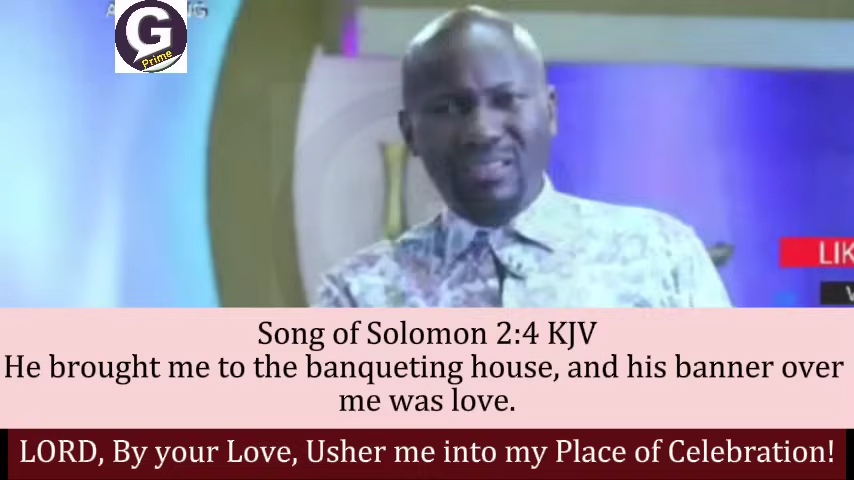 G
Prime
LIK
Song of Solomon 2:4 KJV
He brought me to the banqueting house, and his banner over
me was love.
LORD, By your Love, Usher me into my Place of Celebration!